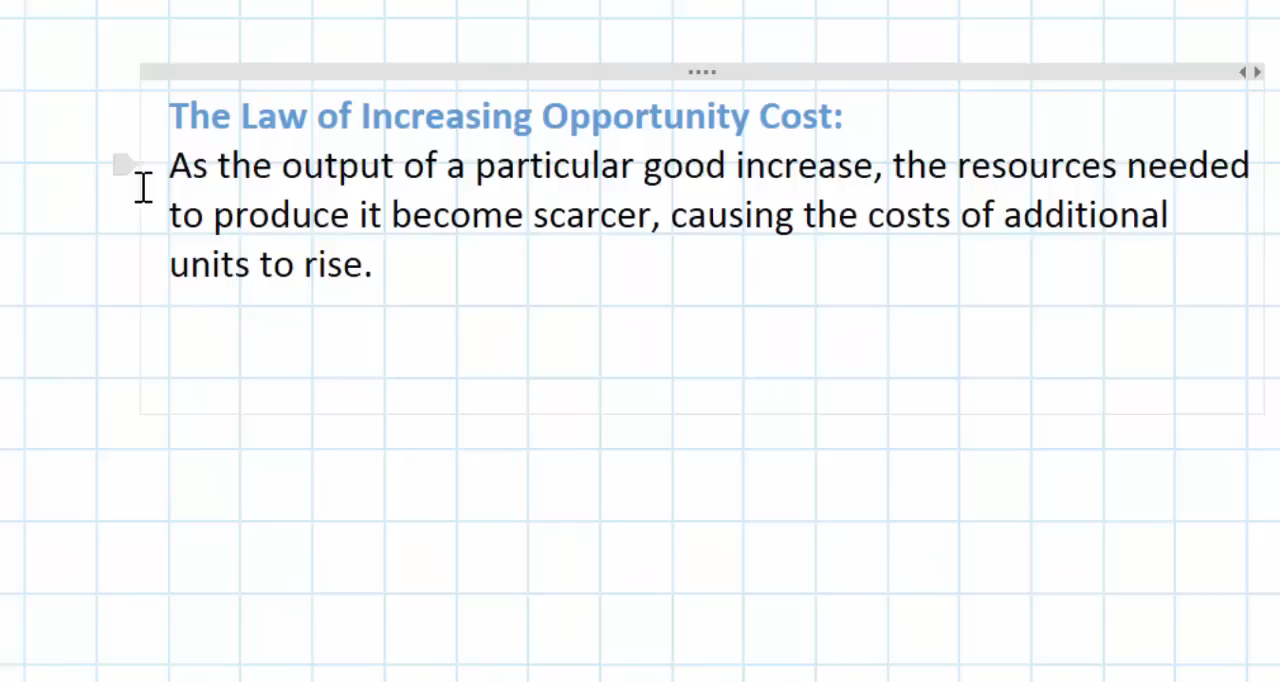 The Law of Increasing Opportunity Cost:
As the output of a particular good increase, the resources needed
to produce it become scarcer, causing the costs of additional
units to rise.